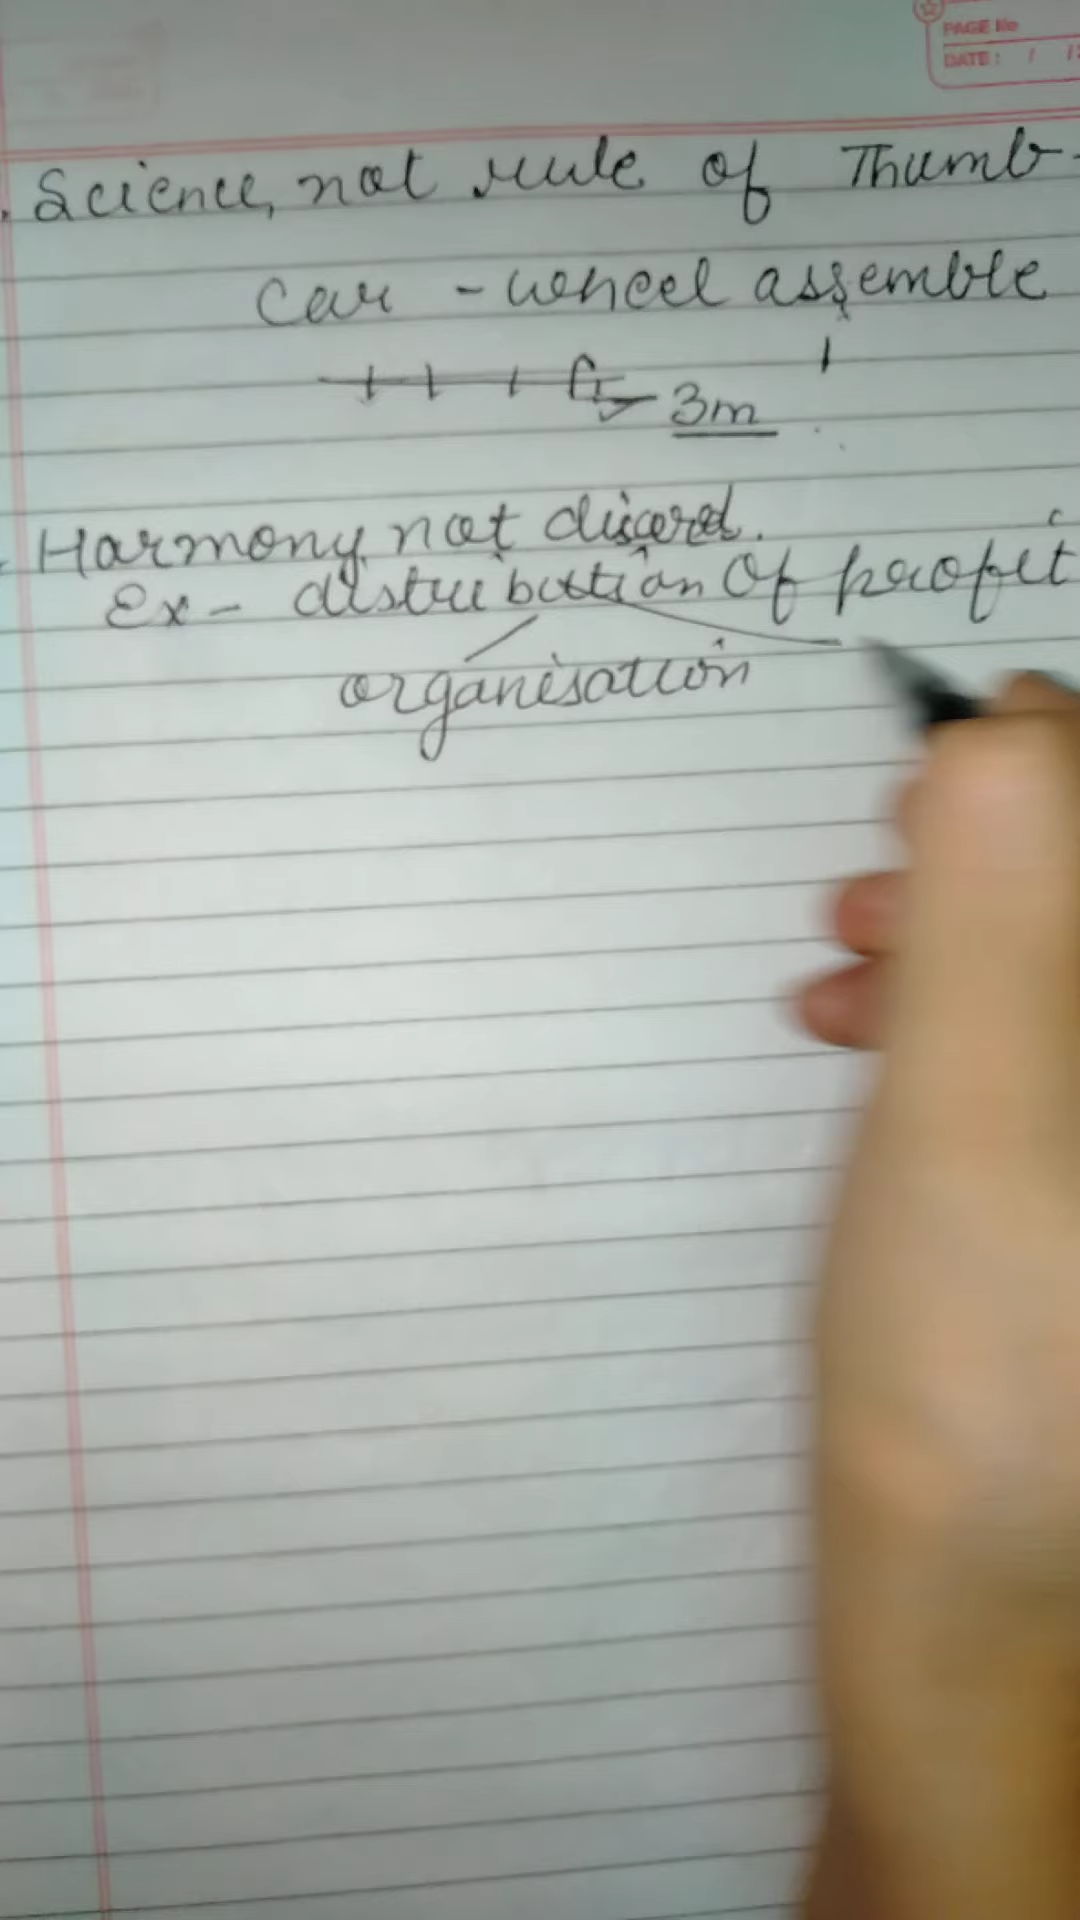 PAGE No
DATE: / /
Science, not rule of Thumb-
Car - wheel assemble
3m
Harmony, not discord.
Ex - distribution of profit
organisation